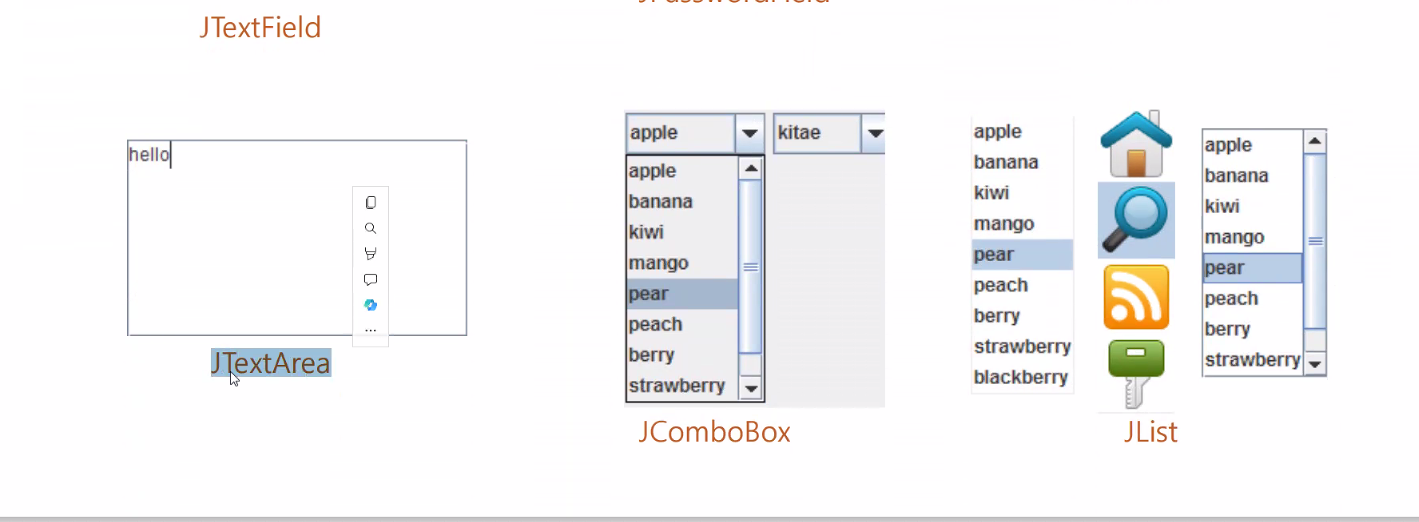 JPasswordField
JTextField
hello
JTextArea
apple
kitae
apple
banana
kiwi
mango
pear
peach
berry
strawberry
JComboBox
apple
banana
kiwi
mango
pear
peach
berry
strawberry
blackberry
apple
banana
kiwi
mango
pear
peach
berry
strawberry
JList